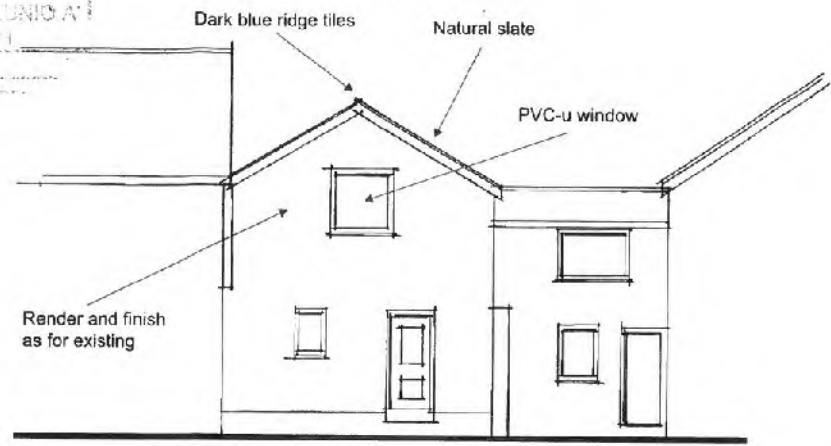 Dark blue ridge tiles
Natural slate
PVC-u window
Render and finish
as for existing